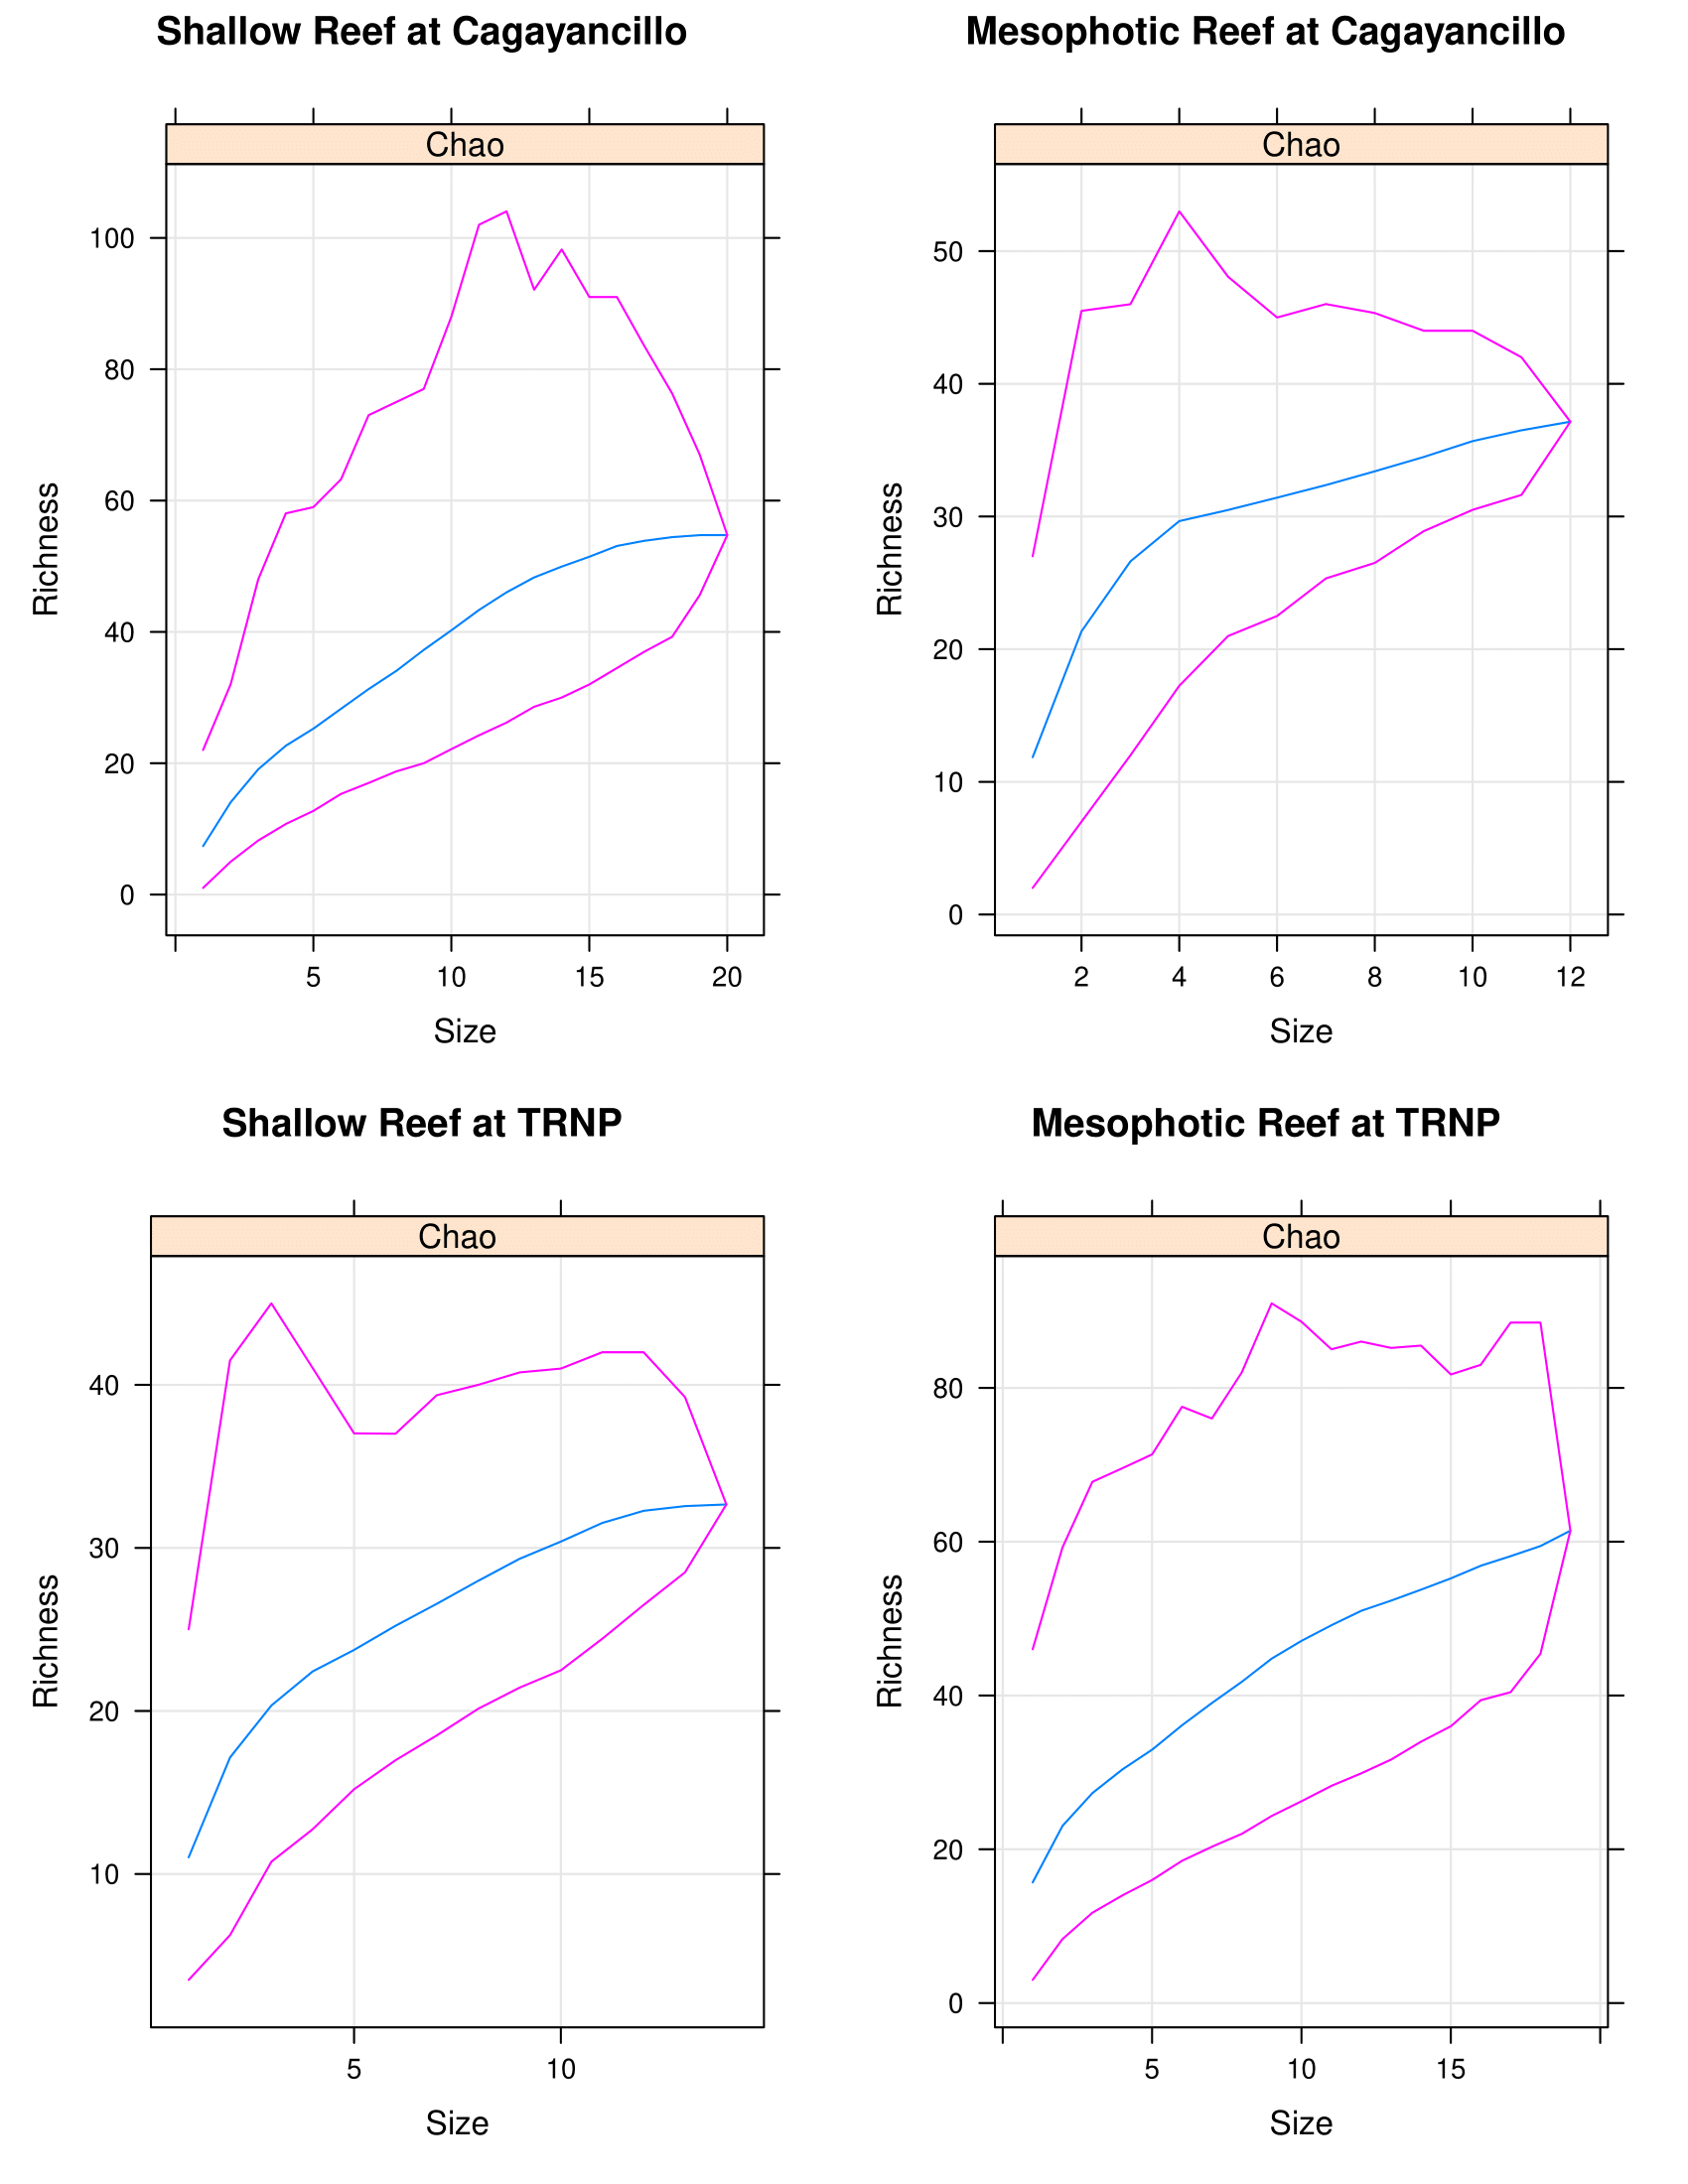 Shallow Reef at Cagayancillo
Chao
Richness
100
80
60
40
20
0
5 10 15 20
Size
Mesophotic Reef at Cagayancillo
Chao
Richness
50
40
30
20
10
0
2 4 6 8 10 12
Size
Shallow Reef at TRNP
Chao
Richness
40
30
20
10
5 10
Size
Mesophotic Reef at TRNP
Chao
Richness
80
60
40
20
0
5 10 15
Size